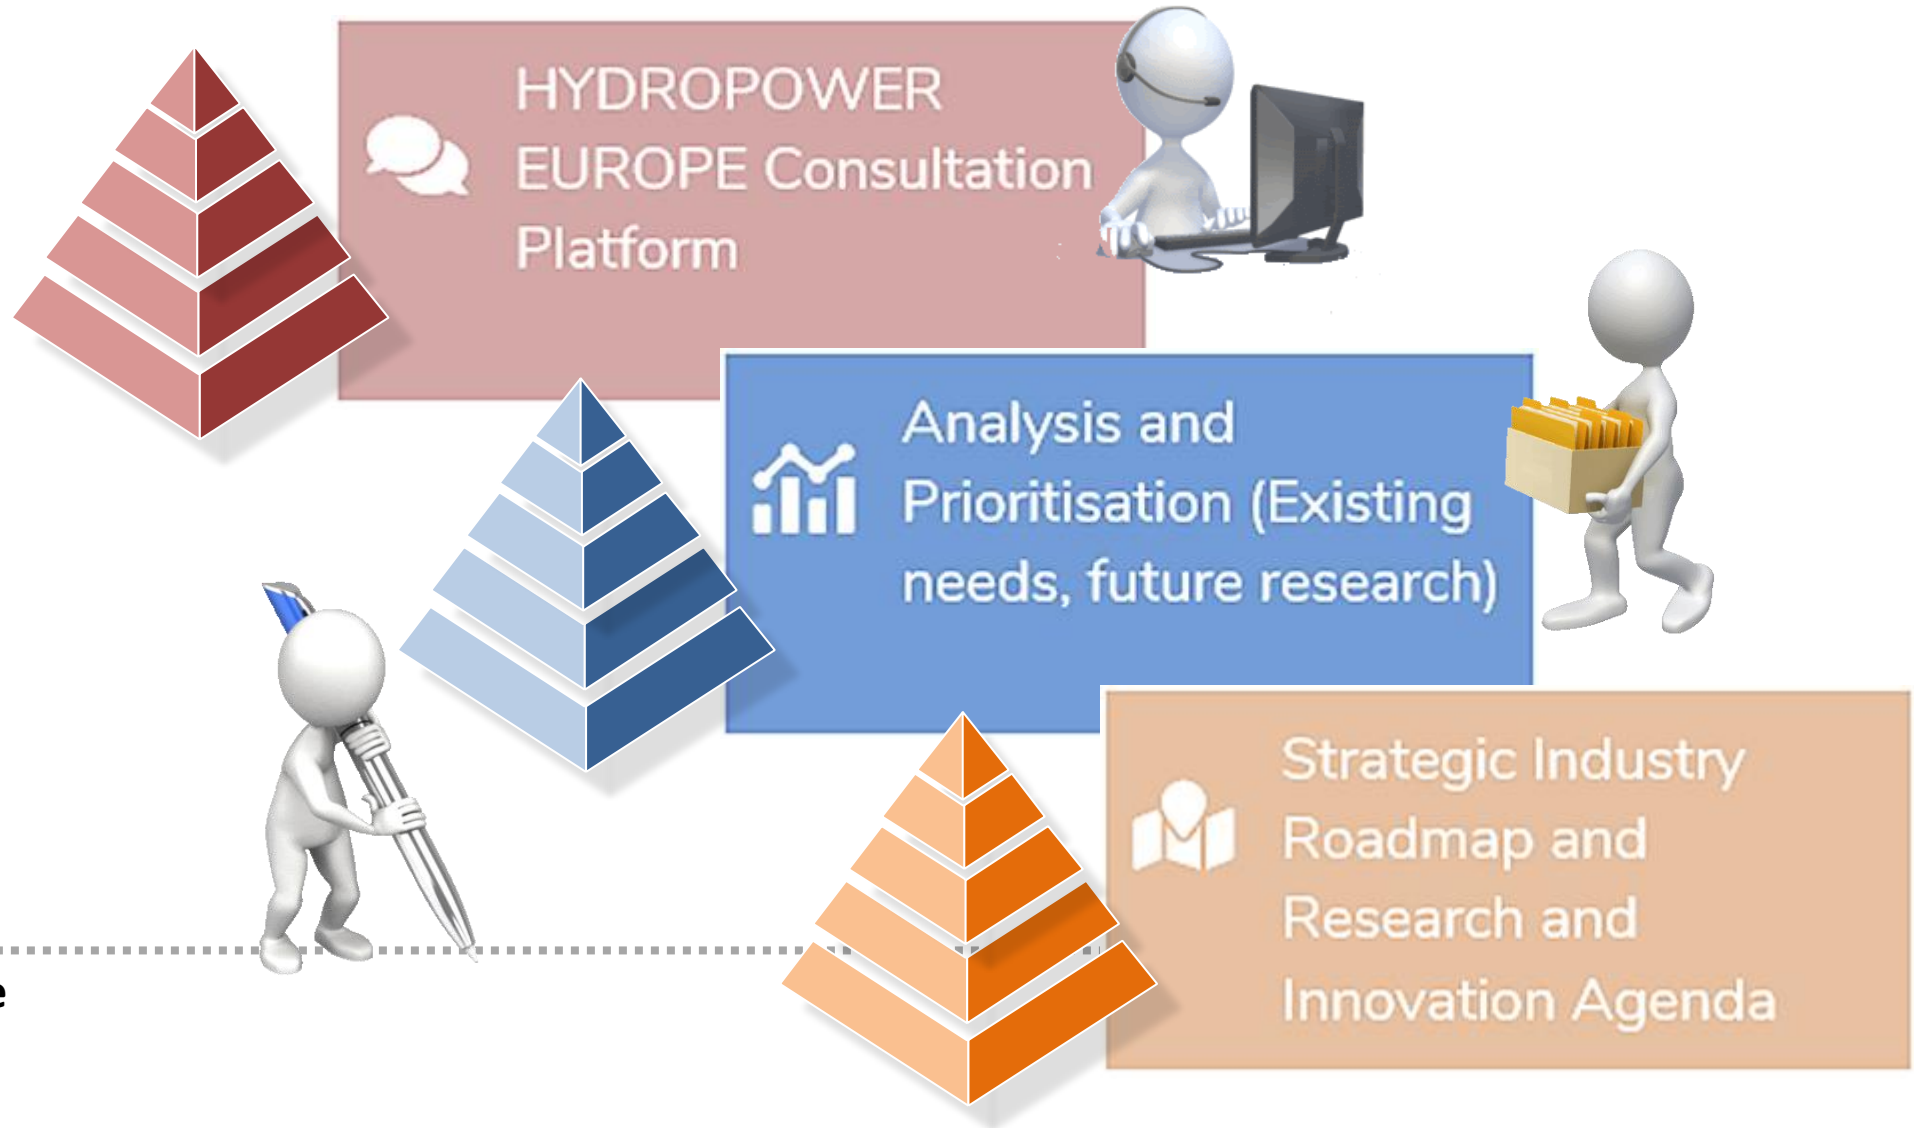 HYDROPOWER
EUROPE Consultation
Platform
Analysis and
Prioritisation (Existing
needs, future research)
Strategic Industry
Roadmap and
Research and
Innovation Agenda
e